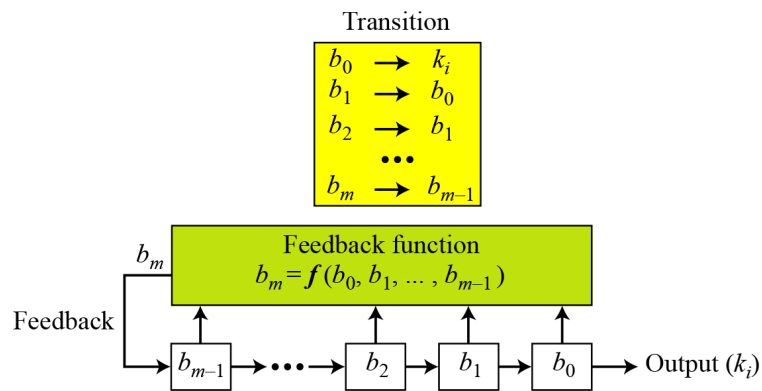 Transition
b₀ → kᵢ
b₁ → b₀
b₂ → b₁
•••
bₘ → bₘ₋₁
Feedback function
bₘ = f (b₀, b₁, ... , bₘ₋₁)
bₘ
Feedback
bₘ₋₁ ••• b₂ b₁ b₀ Output (kᵢ)